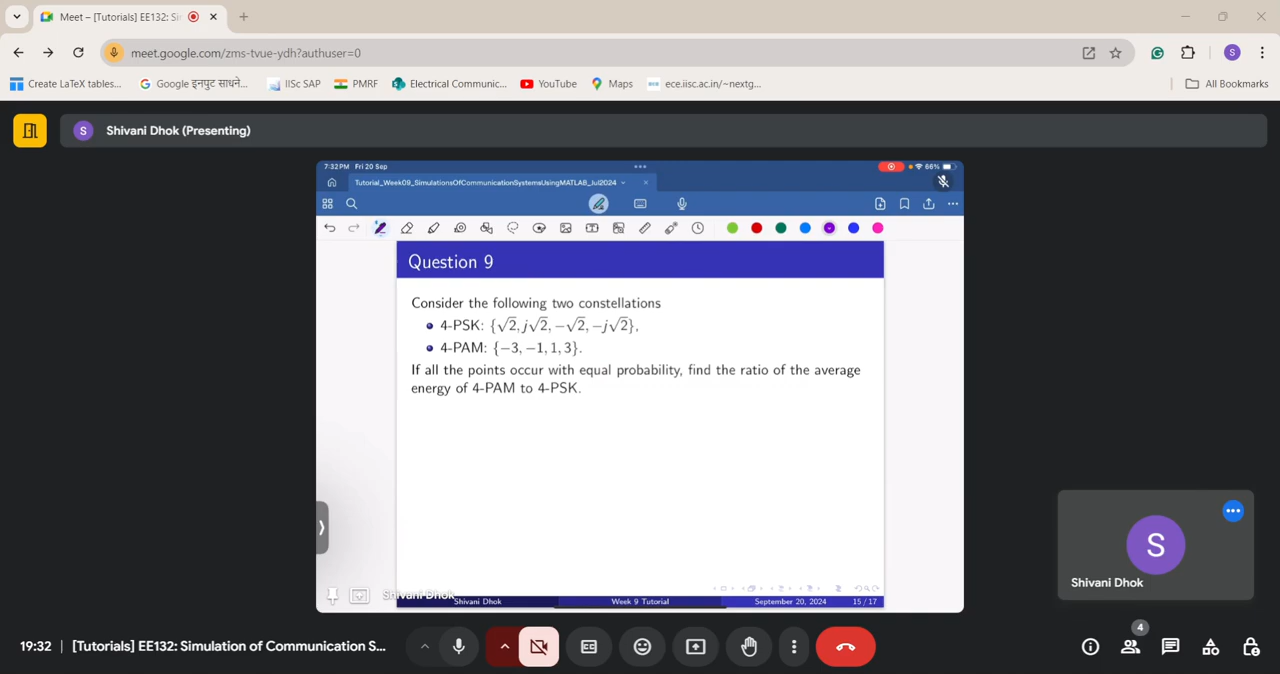 Meet – [Tutorials] EE132: Si
meet.google.com/zms-tvue-ydh?authuser=0
S
Create LaTeX tables...
Google इनपुट साधने...
IISc SAP
PMRF
Electrical Communic...
YouTube
Maps
ece.iisc.ac.in/~nextg...
All Bookmarks
S Shivani Dhok (Presenting)
7:32 PM Fri 20 Sep
66%
Tutorial_Week09_SimulationsOfCommunicationSystemsUsingMATLAB_Jul2024
Question 9
Consider the following two constellations
4-PSK: {√2, j√2, −√2, −j√2},
4-PAM: {−3, −1, 1, 3}.
If all the points occur with equal probability, find the ratio of the average
energy of 4-PAM to 4-PSK.
S
Shivani Dhok
Shivani Dhok
Shivani Dhok
Week 9 Tutorial
September 20, 2024
15 / 17
4
19:32 | [Tutorials] EE132: Simulation of Communication S...